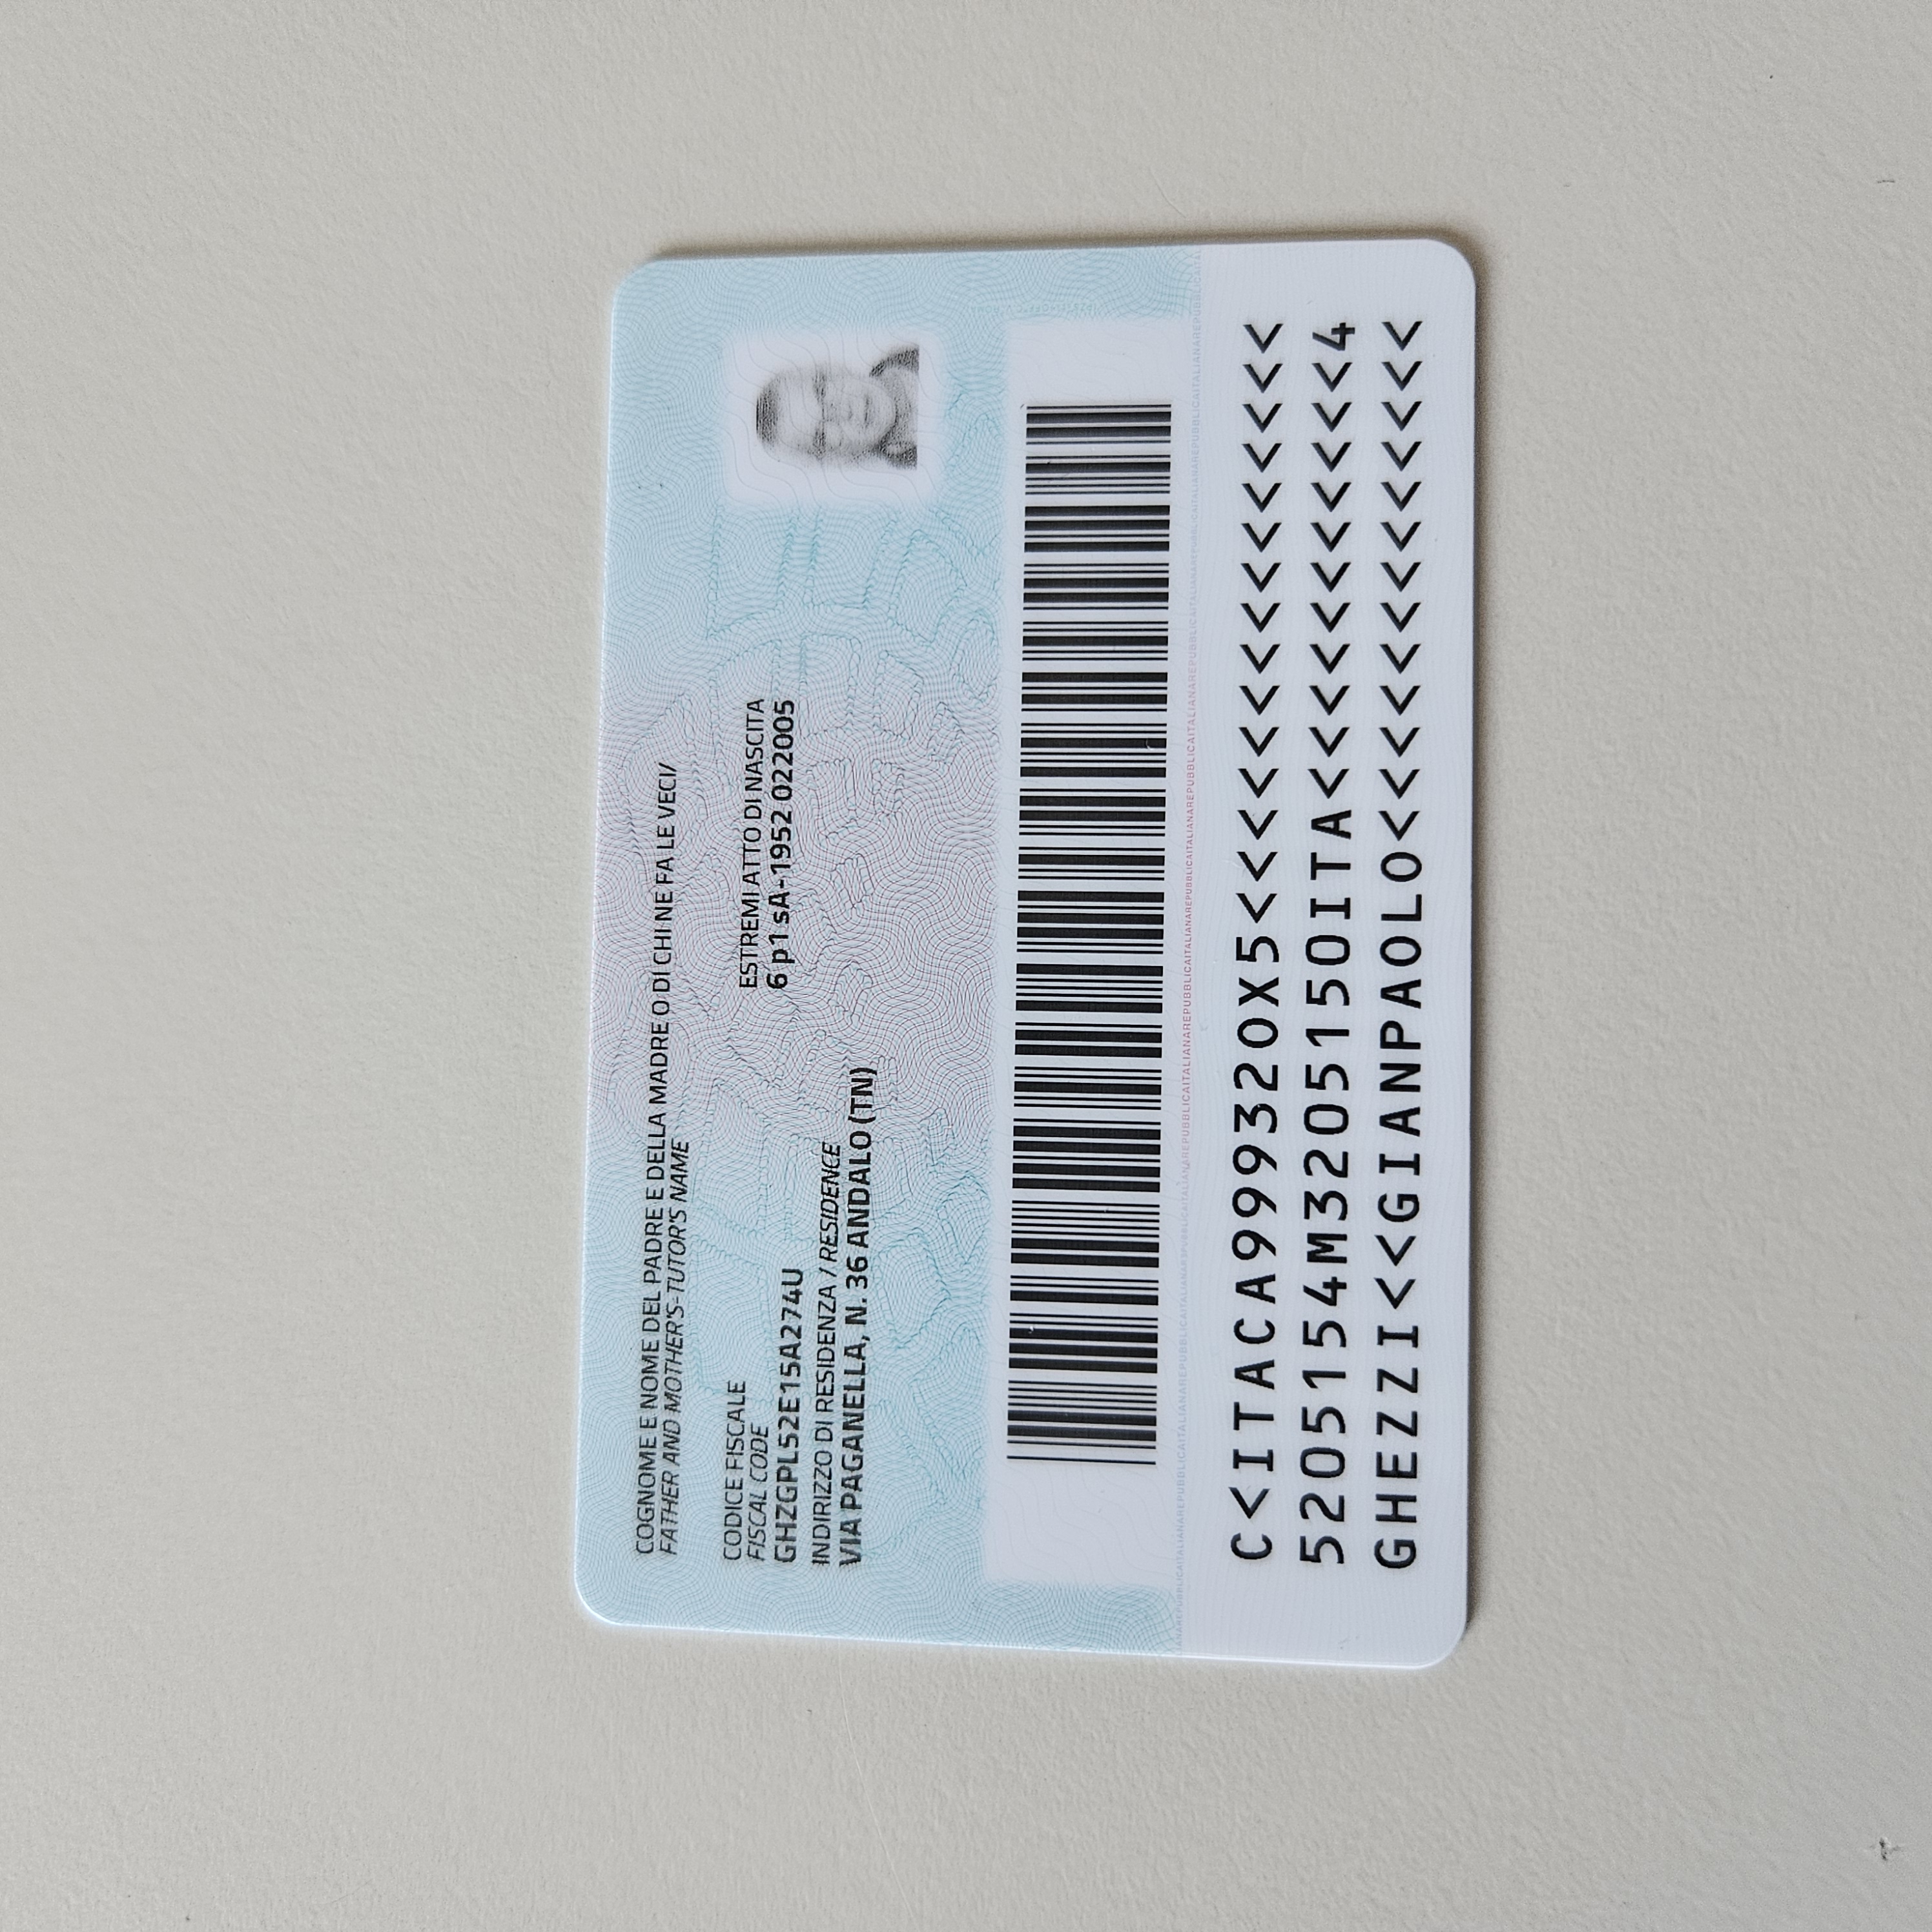 COGNOME E NOME DEL PADRE E DELLA MADRE O DI CHI NE FA LE VECI/
FATHER AND MOTHER'S-TUTOR'S NAME
CODICE FISCALE
FISCAL CODE
GHZGPL52E15A274U
ESTREMI ATTO DI NASCITA
6 p1 sA-1952 022005
INDIRIZZO DI RESIDENZA / RESIDENCE
VIA PAGANELLA, N. 36 ANDALO (TN)
C<ITACA99932OX5<<<<<<<<<<<<<<<
5205154M3205150ITA<<<<<<<<<<<4
GHEZZI<<GIANPAOLO<<<<<<<<<<<<<